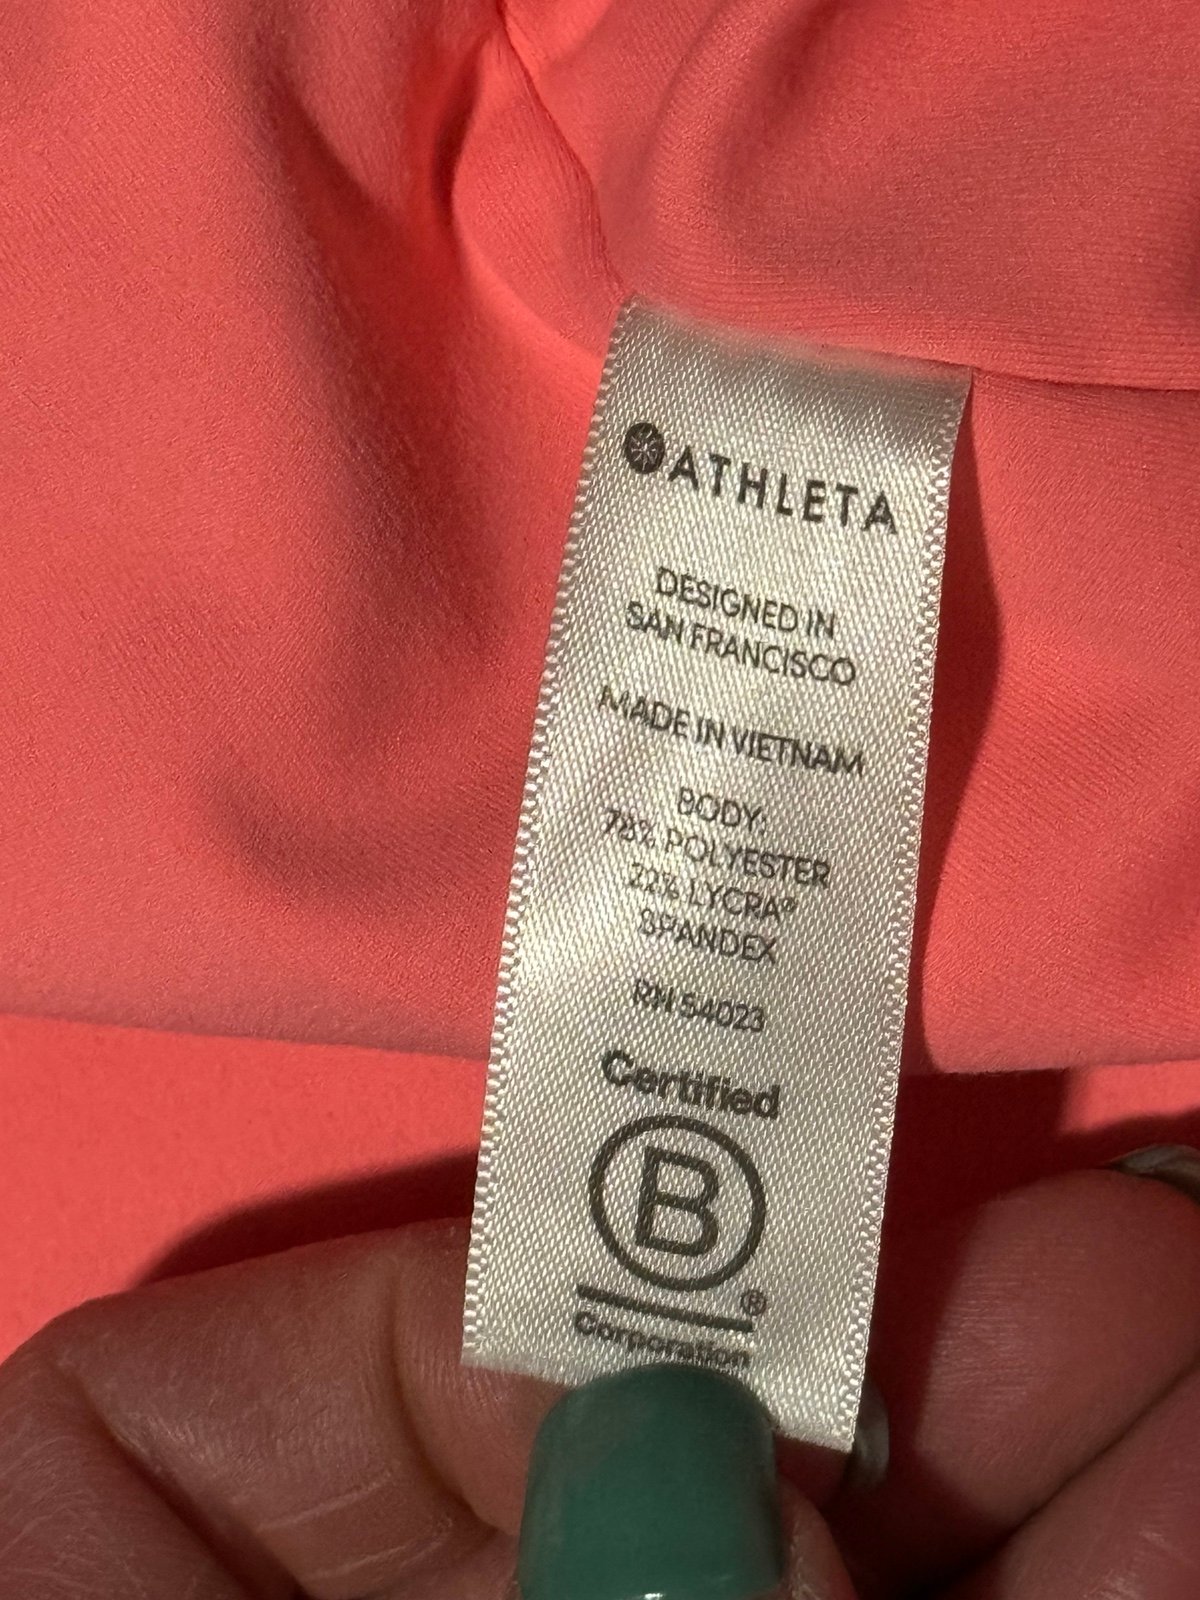 ATHLETA
DESIGNED IN
SAN FRANCISCO
MADE IN VIETNAM
BODY:
78% POLYESTER
22% LYCRA®
SPANDEX
RN 54023
Certified
B
®
Corporation